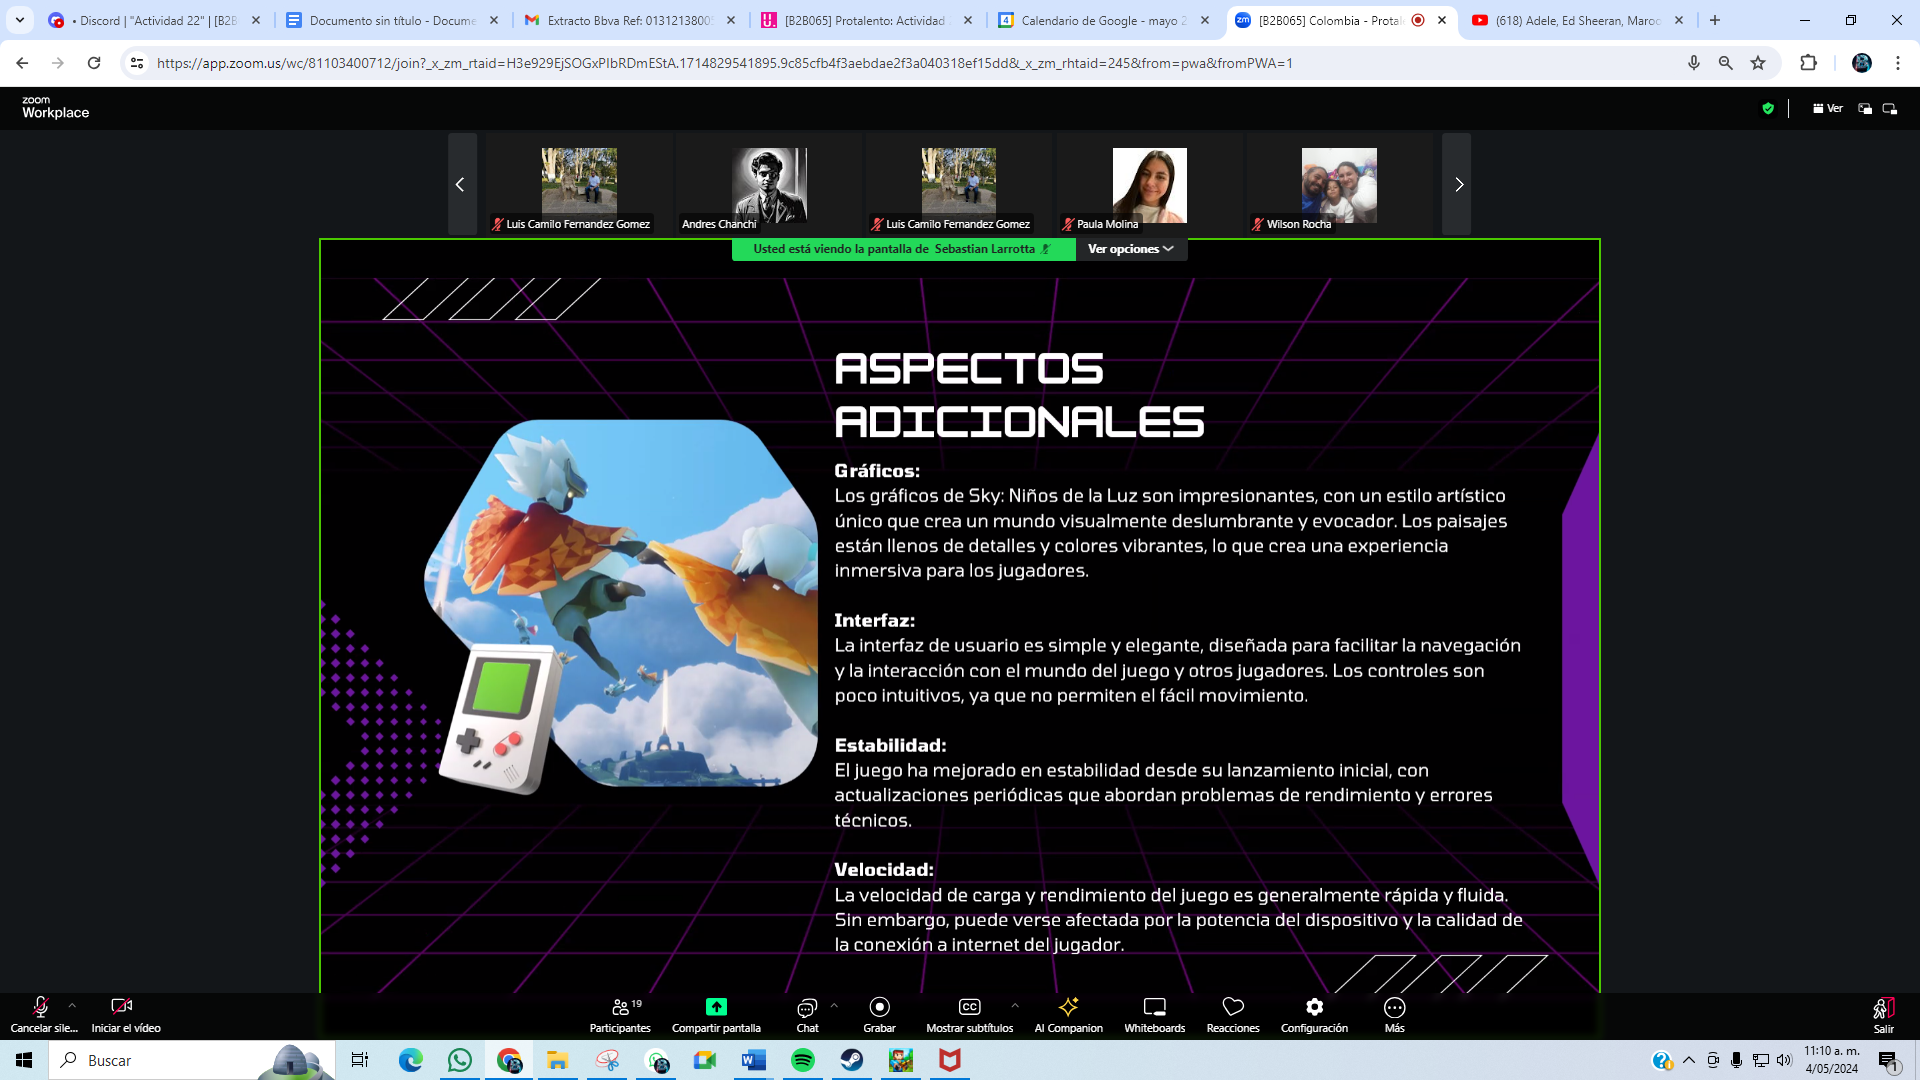 • Discord | "Actividad 22" | [B2B
Documento sin título - Docume
Extracto Bbva Ref: 0131213800
[B2B065] Protalento: Actividad
Calendario de Google - mayo 2
[B2B065] Colombia - Protal
(618) Adele, Ed Sheeran, Maroo
https://app.zoom.us/wc/81103400712/join?_x_zm_rtaid=H3e929EjSOGxPIbRDmEStA.1714829541895.9c85cfb4f3aebdae2f3a040318ef15dd&_x_zm_rhtaid=245&from=pwa&fromPWA=1
zoom
Workplace
Ver
Luis Camilo Fernandez Gomez
Andres Chanchi
Luis Camilo Fernandez Gomez
Paula Molina
Wilson Rocha
Usted está viendo la pantalla de Sebastian Larrotta
Ver opciones
ASPECTOS
ADICIONALES
Gráficos:
Los gráficos de Sky: Niños de la Luz son impresionantes, con un estilo artístico
único que crea un mundo visualmente deslumbrante y evocador. Los paisajes
están llenos de detalles y colores vibrantes, lo que crea una experiencia
inmersiva para los jugadores.
Interfaz:
La interfaz de usuario es simple y elegante, diseñada para facilitar la navegación
y la interacción con el mundo del juego y otros jugadores. Los controles son
poco intuitivos, ya que no permiten el fácil movimiento.
Estabilidad:
El juego ha mejorado en estabilidad desde su lanzamiento inicial, con
actualizaciones periódicas que abordan problemas de rendimiento y errores
técnicos.
Velocidad:
La velocidad de carga y rendimiento del juego es generalmente rápida y fluida.
Sin embargo, puede verse afectada por la potencia del dispositivo y la calidad de
la conexión a internet del jugador.
Cancelar sile...
Iniciar el vídeo
19
Participantes
Compartir pantalla
Chat
Grabar
CC
Mostrar subtítulos
AI Companion
Whiteboards
Reacciones
Configuración
Más
Salir
Buscar
11:10 a. m.
4/05/2024
1